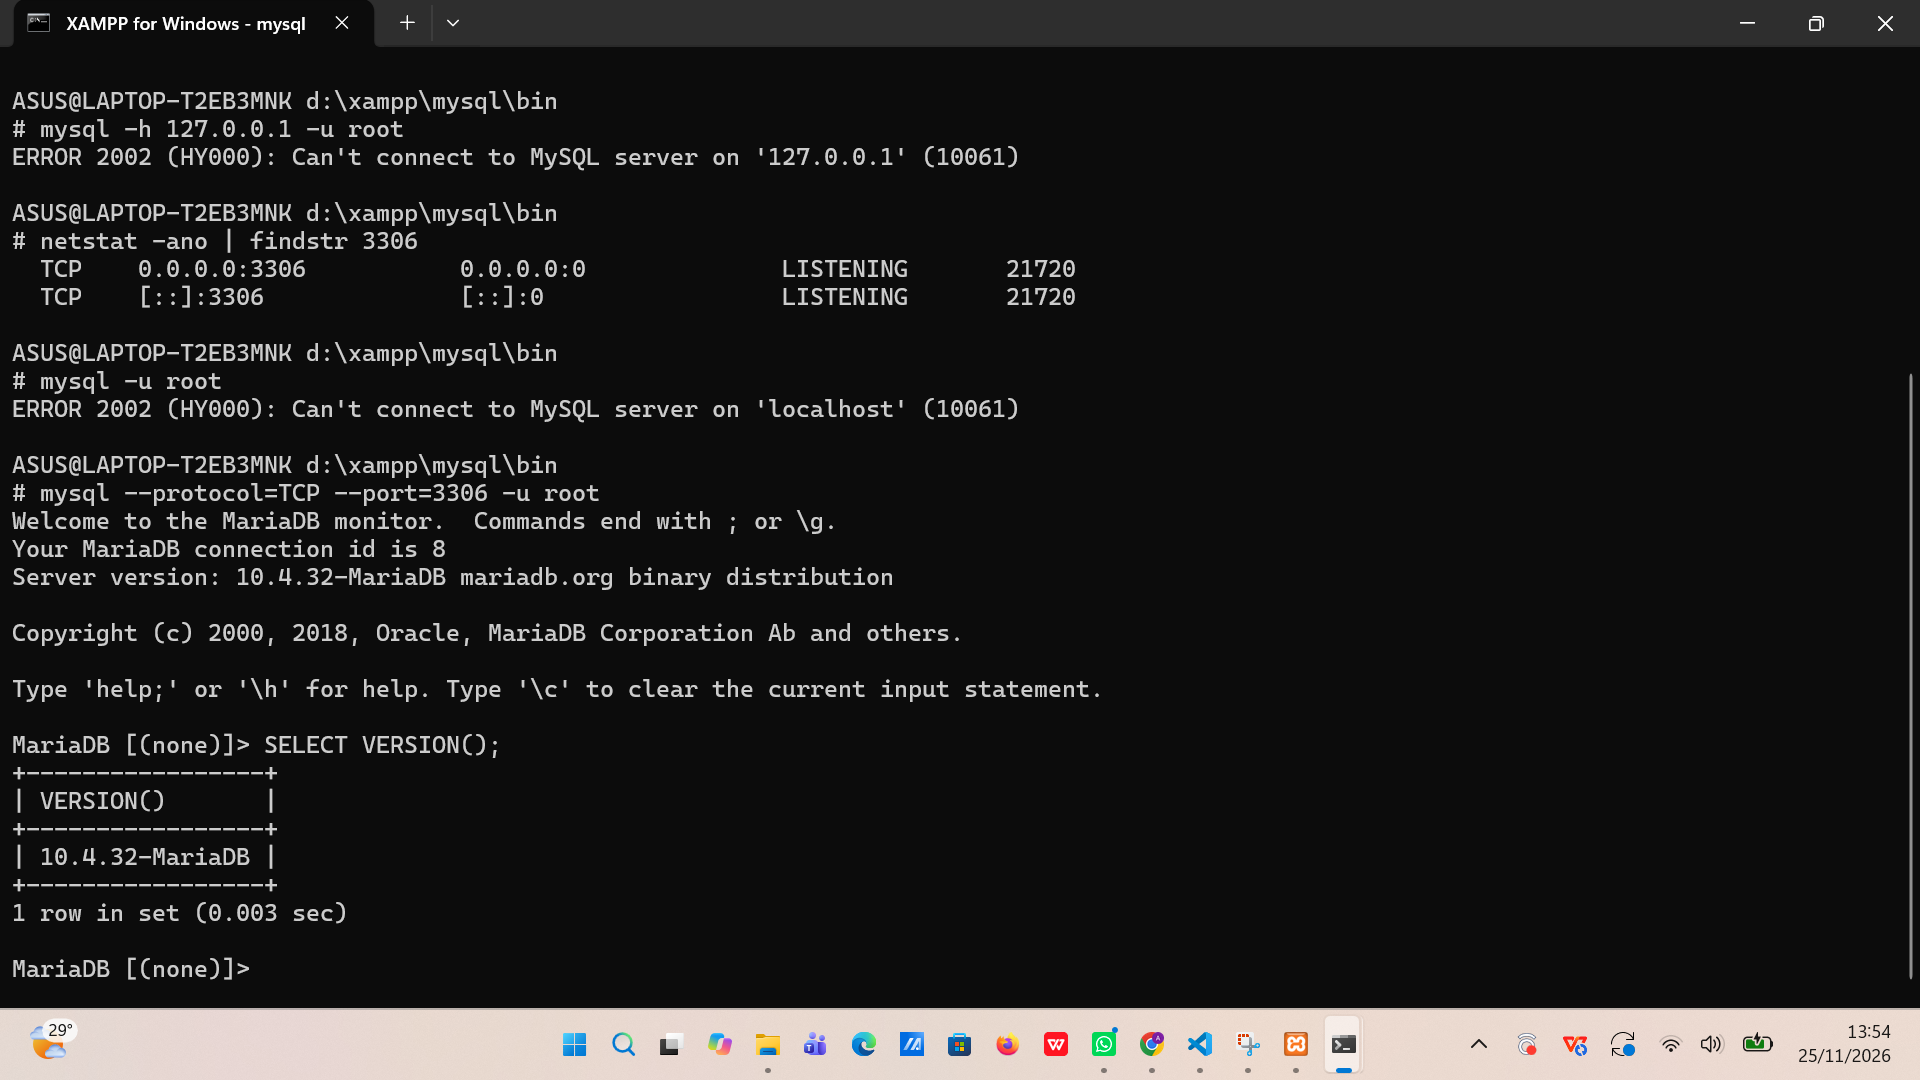 XAMPP for Windows - mysql
ASUS@LAPTOP-T2EB3MNK d:\xampp\mysql\bin
# mysql -h 127.0.0.1 -u root
ERROR 2002 (HY000): Can't connect to MySQL server on '127.0.0.1' (10061)
ASUS@LAPTOP-T2EB3MNK d:\xampp\mysql\bin
# netstat -ano | findstr 3306
TCP    0.0.0.0:3306           0.0.0.0:0              LISTENING       21720
TCP    [::]:3306              [::]:0                 LISTENING       21720
ASUS@LAPTOP-T2EB3MNK d:\xampp\mysql\bin
# mysql -u root
ERROR 2002 (HY000): Can't connect to MySQL server on 'localhost' (10061)
ASUS@LAPTOP-T2EB3MNK d:\xampp\mysql\bin
# mysql --protocol=TCP --port=3306 -u root
Welcome to the MariaDB monitor.  Commands end with ; or \g.
Your MariaDB connection id is 8
Server version: 10.4.32-MariaDB mariadb.org binary distribution
Copyright (c) 2000, 2018, Oracle, MariaDB Corporation Ab and others.
Type 'help;' or '\h' for help. Type '\c' to clear the current input statement.
MariaDB [(none)]> SELECT VERSION();
+-----------------+
| VERSION()       |
+-----------------+
| 10.4.32-MariaDB |
+-----------------+
1 row in set (0.003 sec)
MariaDB [(none)]>
29°
13:54
25/11/2026